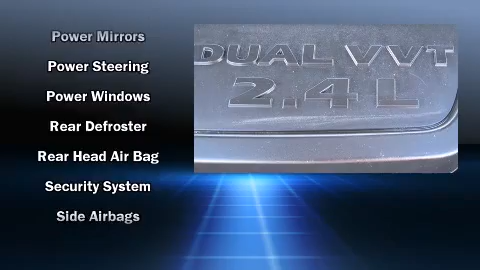 Power Mirrors
Power Steering
Power Windows
Rear Defroster
Rear Head Air Bag
Security System
Side Airbags
DUAL VVT
2.4L